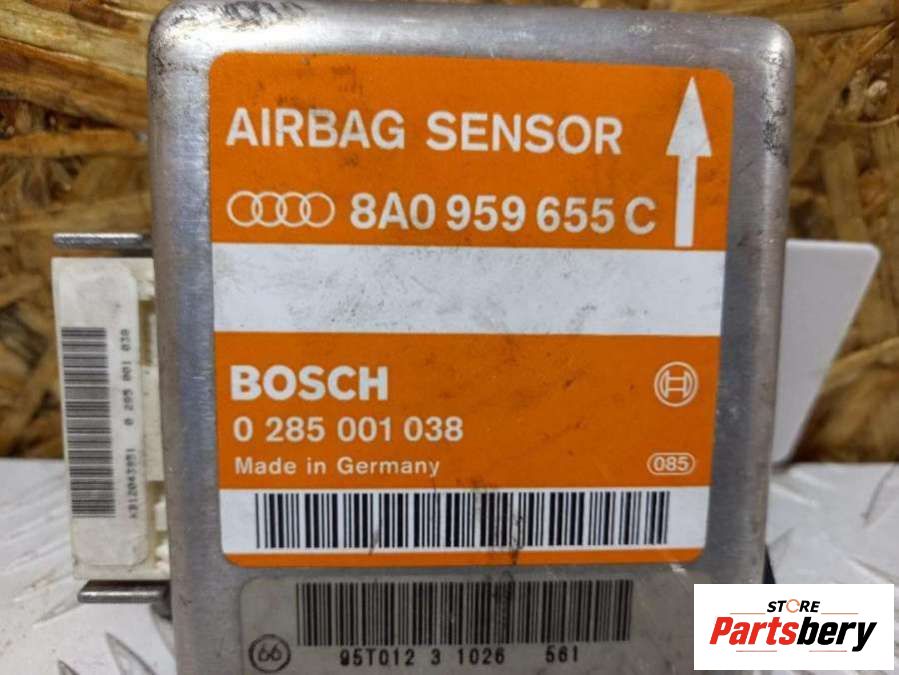 AIRBAG SENSOR
8A0 959 655 C
BOSCH
0 285 001 038
Made in Germany
085
0 285 001 038
66
95T012 3 1026 561
STORE
Partsbery